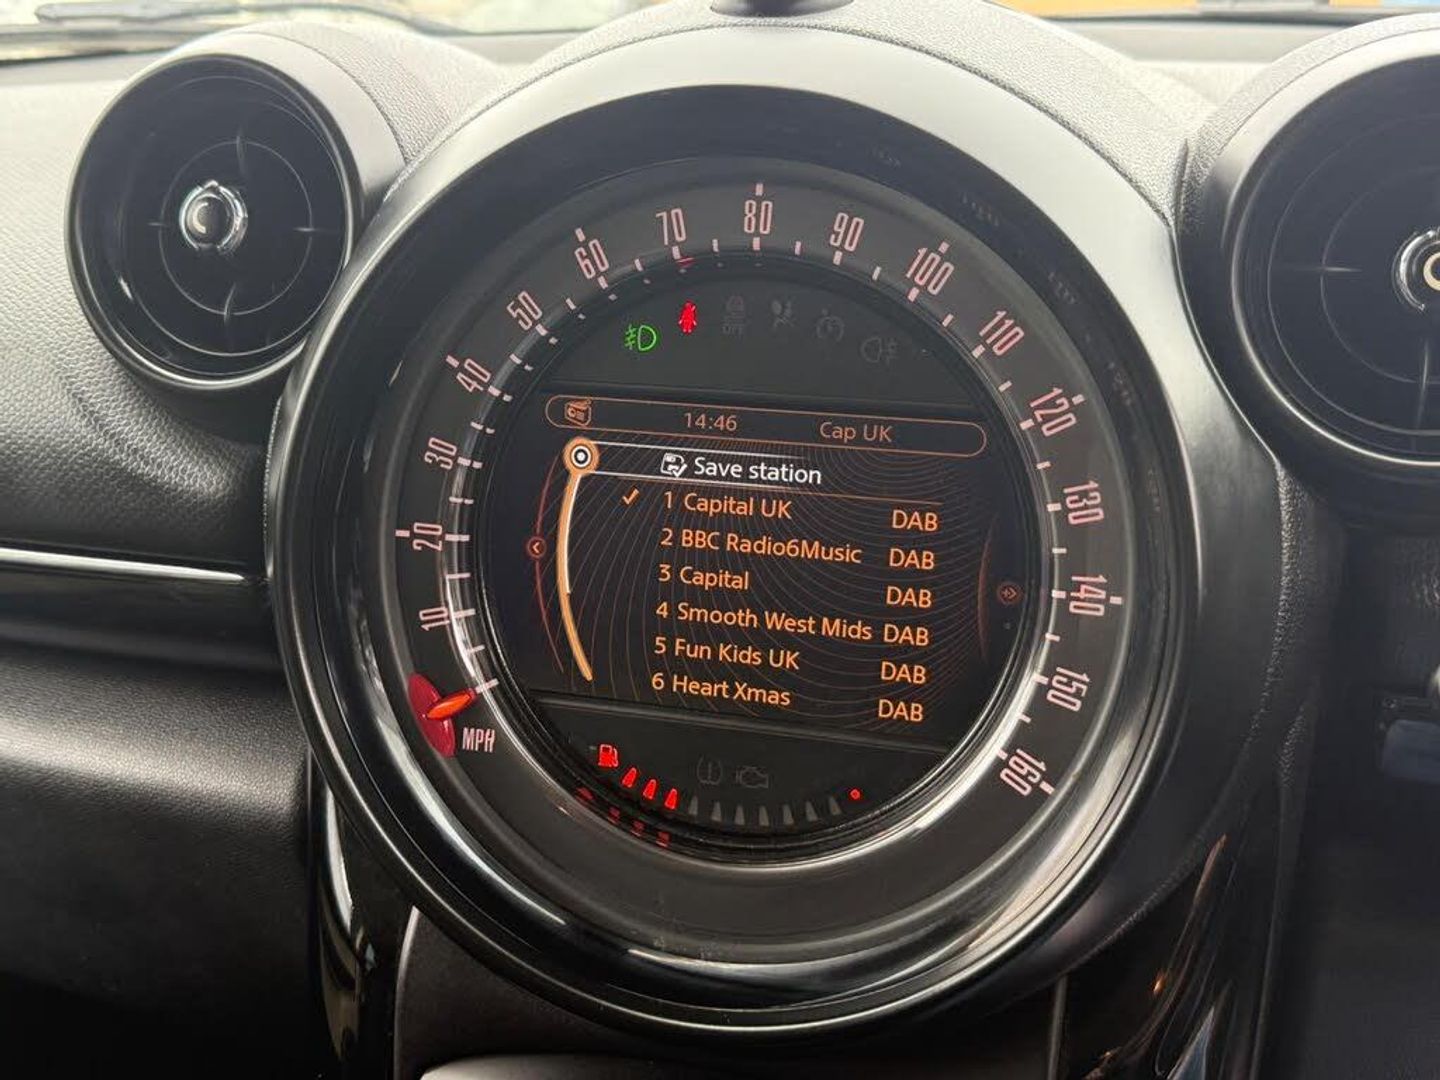 10
20
30
40
50
60
70
80
90
100
110
120
130
140
150
160
MPH
OFF
14:46 Cap UK
Save station
1 Capital UK DAB
2 BBC Radio6Music DAB
3 Capital DAB
4 Smooth West Mids DAB
5 Fun Kids UK DAB
6 Heart Xmas DAB